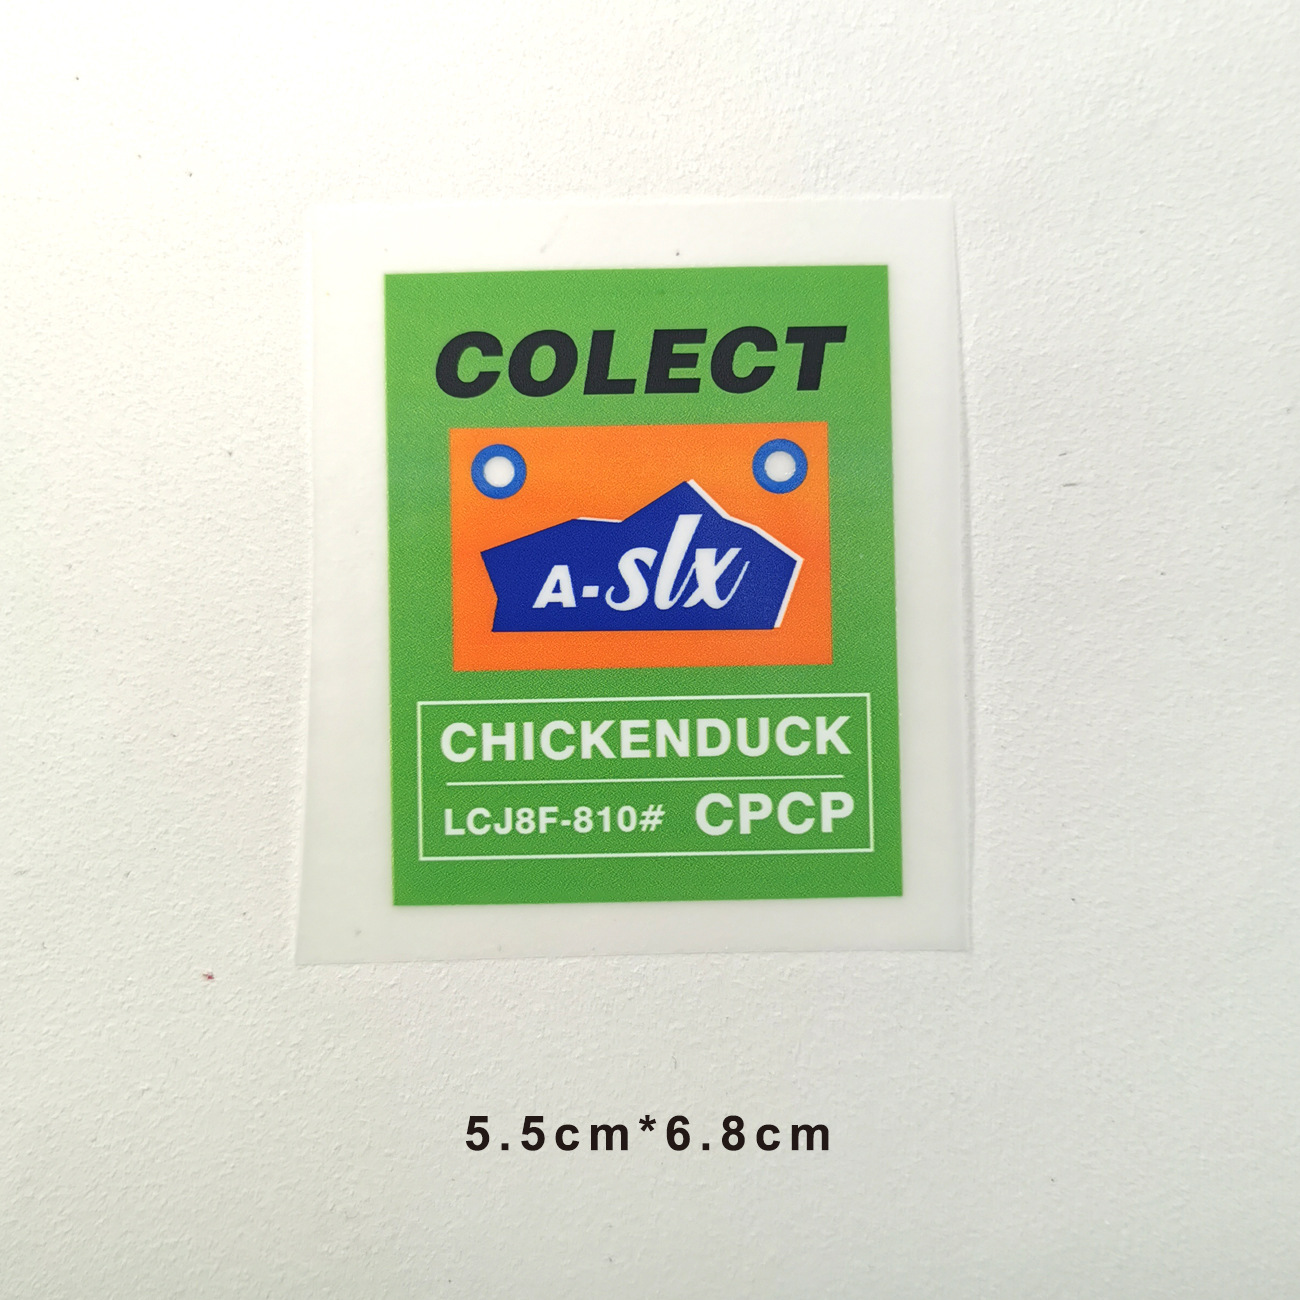 COLECT
A-slx
CHICKENDUCK
LCJ8F-810# CPCP
5.5cm*6.8cm